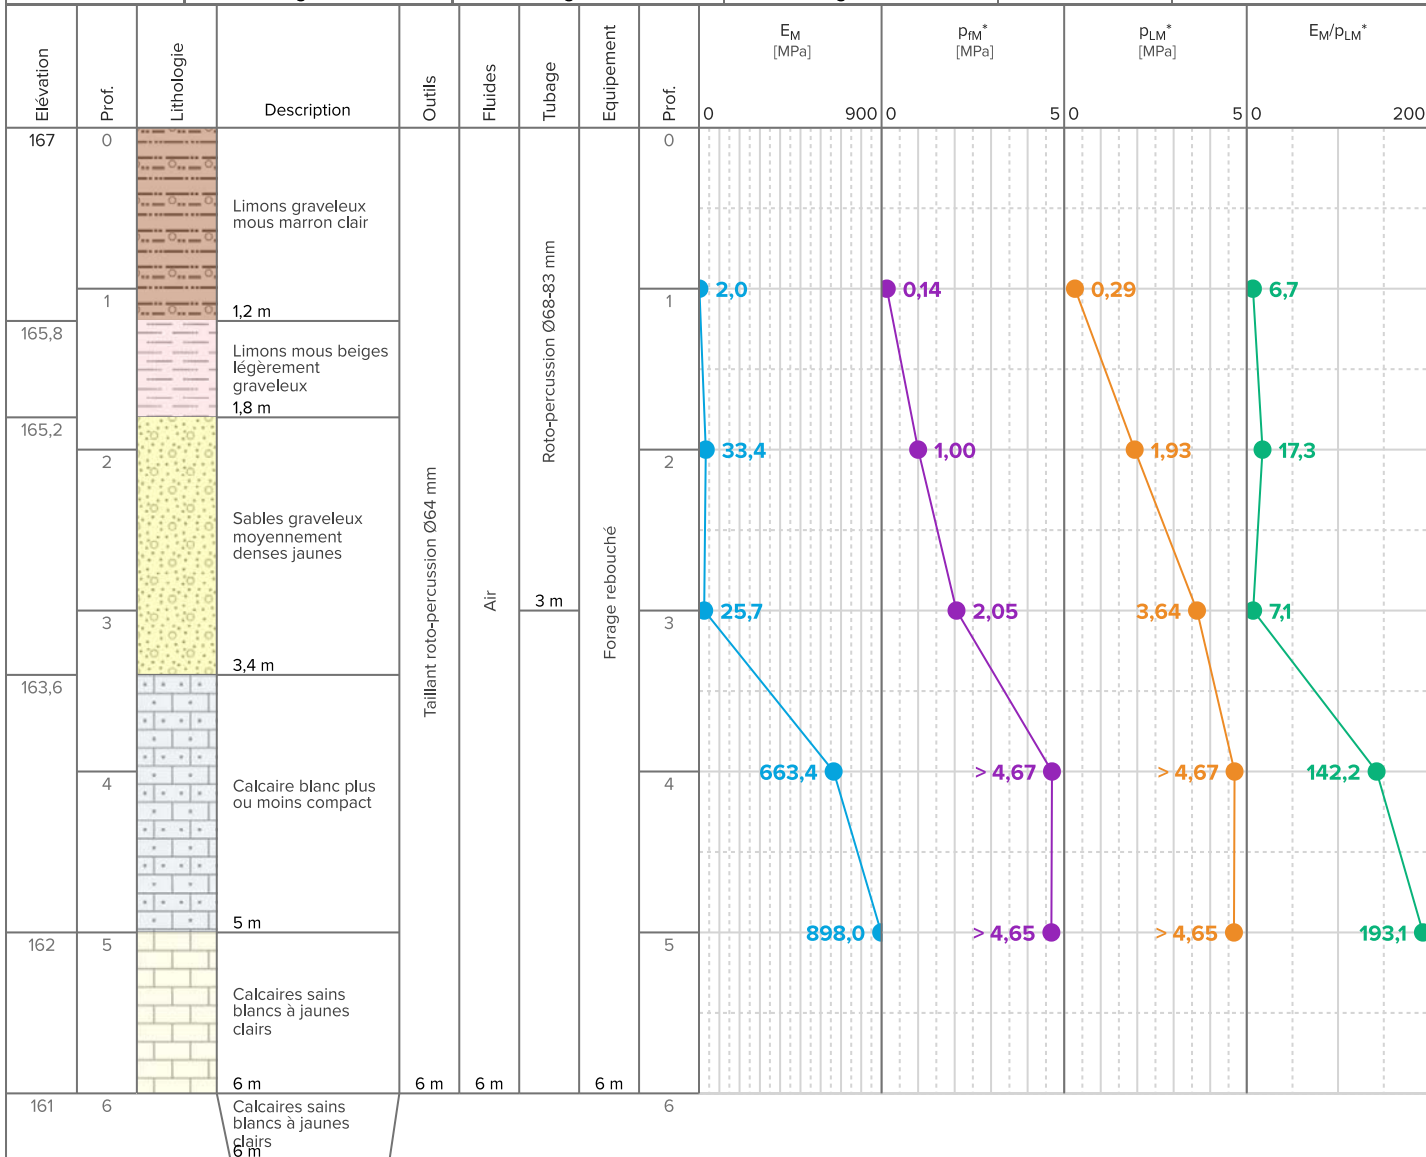 Elévation
Prof.
Lithologie
Description
Outils
Fluides
Tubage
Equipement
Prof.
E_M
[MPa]
p_fM*
[MPa]
p_LM*
[MPa]
E_M/p_LM*
0 900
0 5
0 5
0 200
167
0
0
Limons graveleux
mous marron clair
1
1
2,0
0,14
0,29
6,7
1,2 m
165,8
Limons mous beiges
légèrement
graveleux
1,8 m
165,2
2
2
33,4
1,00
1,93
17,3
Sables graveleux
moyennement
denses jaunes
3
3
25,7
2,05
3,64
7,1
3,4 m
163,6
Calcaire blanc plus
ou moins compact
4
4
663,4
> 4,67
> 4,67
142,2
5 m
162
5
5
898,0
> 4,65
> 4,65
193,1
Calcaires sains
blancs à jaunes
clairs
6 m
Taillant roto-percussion Ø64 mm
6 m
Air
6 m
Roto-percussion Ø68-83 mm
3 m
Forage rebouché
6 m
161
6
6
Calcaires sains
blancs à jaunes
clairs
6 m